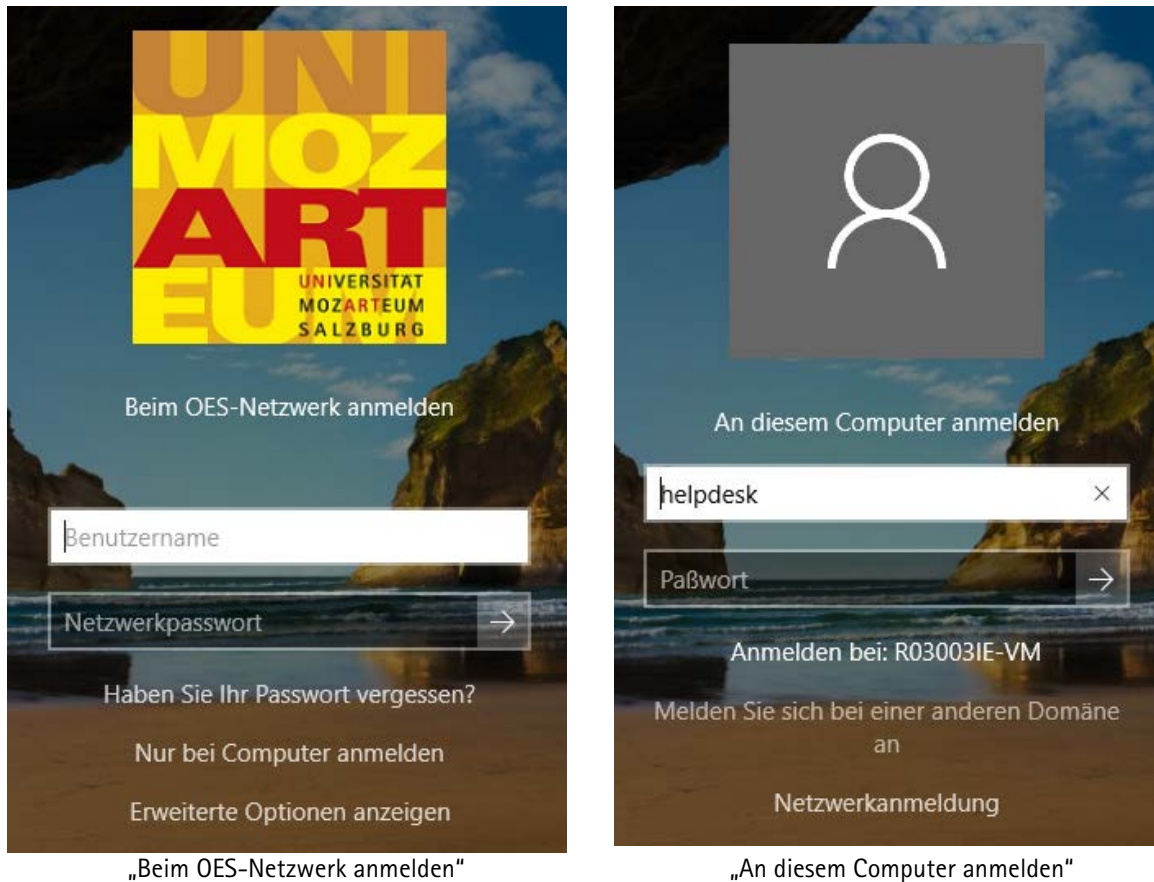 UNI
MOZ
ART
EUM
UNIVERSITÄT
MOZARTEUM
SALZBURG
Beim OES-Netzwerk anmelden
Benutzername
Netzwerkpasswort
Haben Sie Ihr Passwort vergessen?
Nur bei Computer anmelden
Erweiterte Optionen anzeigen
„Beim OES-Netzwerk anmelden“
An diesem Computer anmelden
helpdesk
Paßwort
Anmelden bei: R03003IE-VM
Melden Sie sich bei einer anderen Domäne
an
Netzwerkanmeldung
„An diesem Computer anmelden“